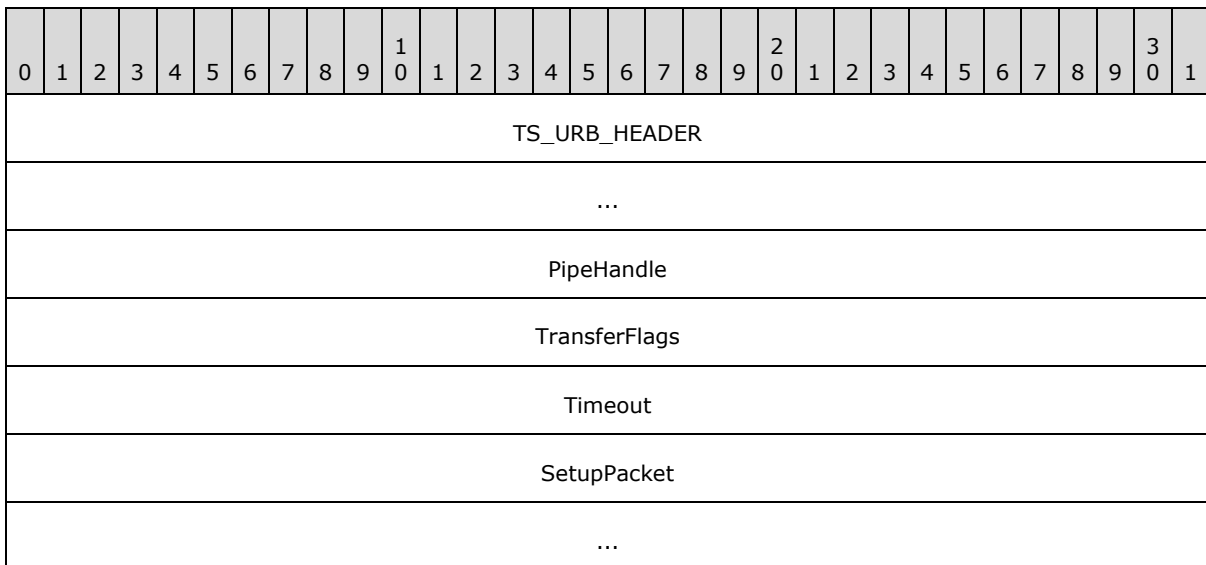 1 2 3
0 1 2 3 4 5 6 7 8 9 0 1 2 3 4 5 6 7 8 9 0 1 2 3 4 5 6 7 8 9 0 1
TS_URB_HEADER
...
PipeHandle
TransferFlags
Timeout
SetupPacket
...